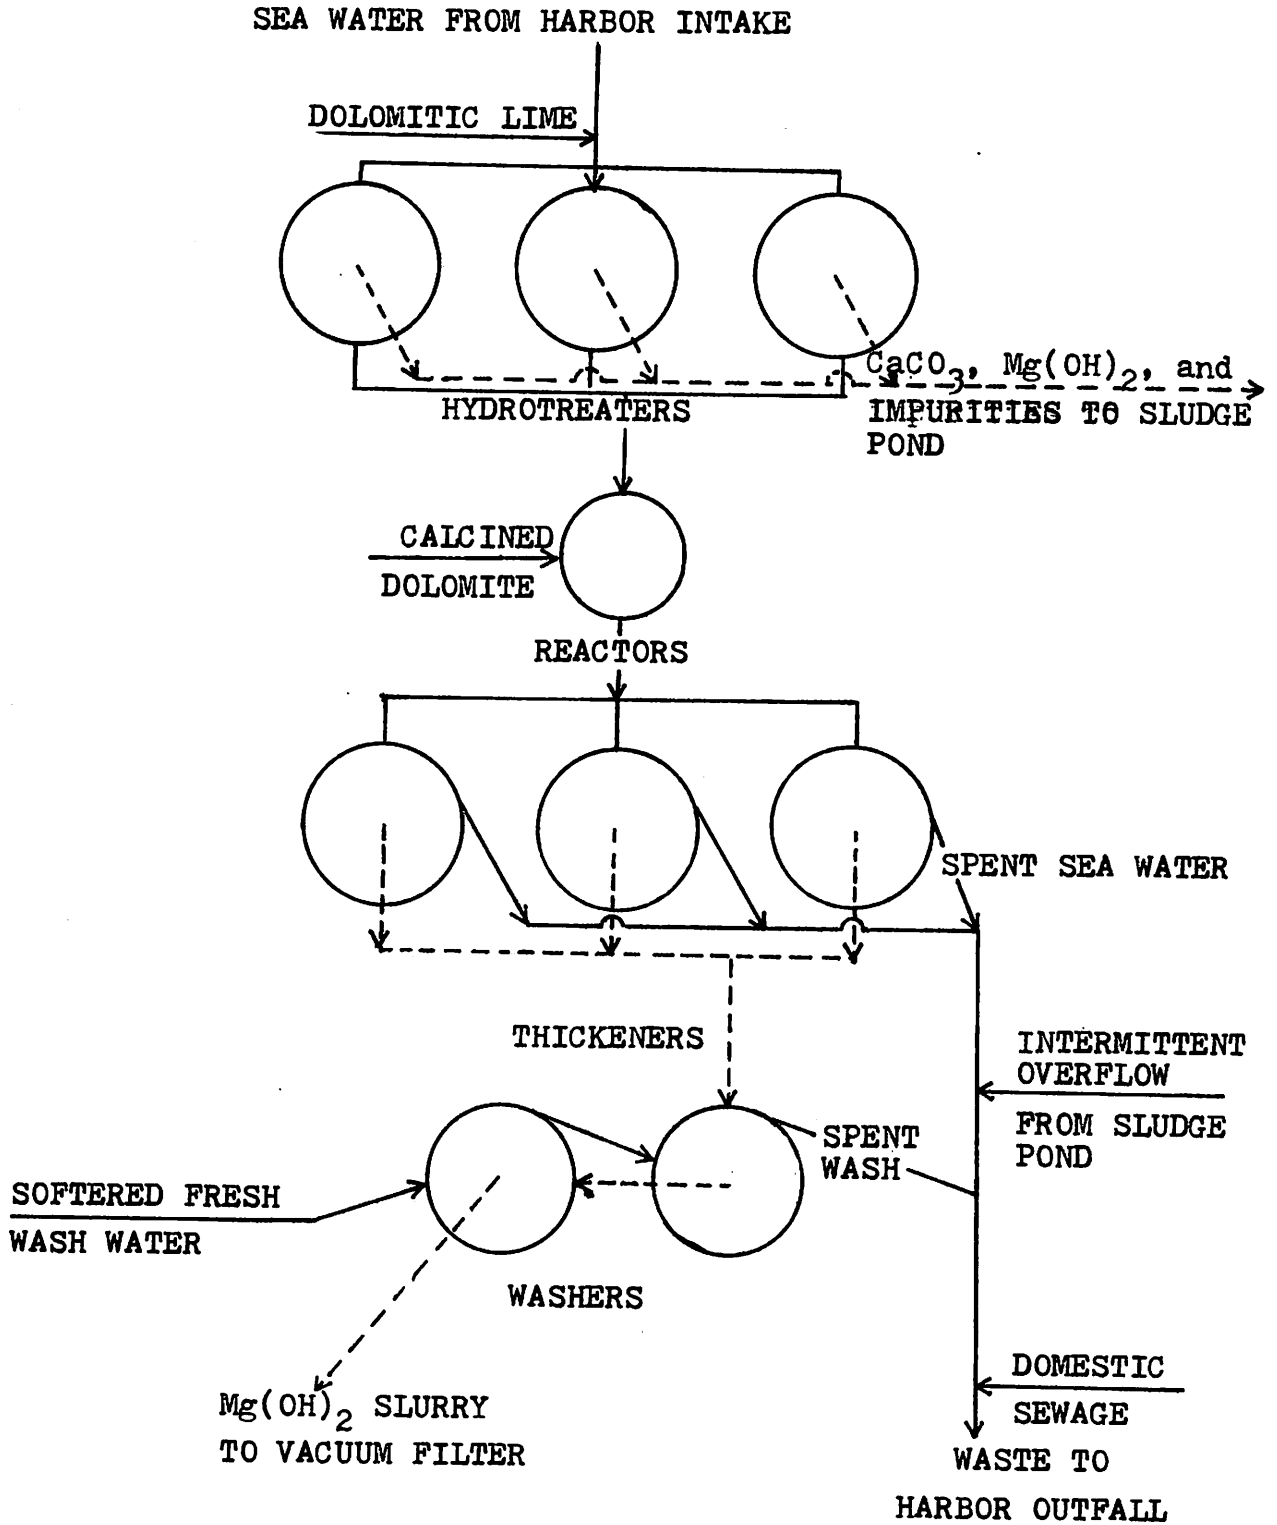 SEA WATER FROM HARBOR INTAKE
DOLOMITIC LIME
CaCO3, Mg(OH)2, and
HYDROTREATERS
IMPURITIES TO SLUDGE
POND
CALCINED
DOLOMITE
REACTORS
SPENT SEA WATER
THICKENERS
INTERMITTENT
OVERFLOW
FROM SLUDGE
POND
SPENT
WASH
SOFTERED FRESH
WASH WATER
WASHERS
DOMESTIC
SEWAGE
Mg(OH)2 SLURRY
TO VACUUM FILTER
WASTE TO
HARBOR OUTFALL